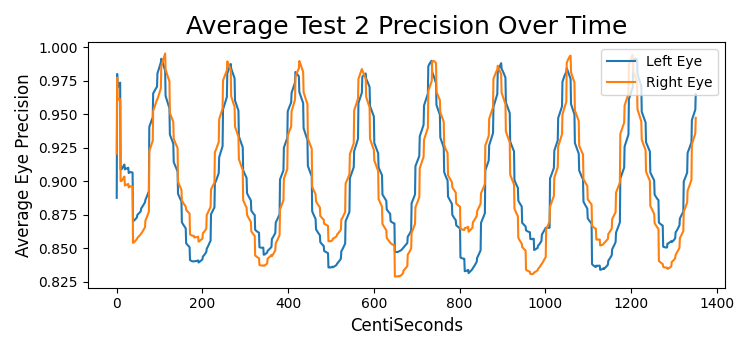 Average Test 2 Precision Over Time
Average Eye Precision
1.000
0.975
0.950
0.925
0.900
0.875
0.850
0.825
Left Eye
Right Eye
0 200 400 600 800 1000 1200 1400
CentiSeconds